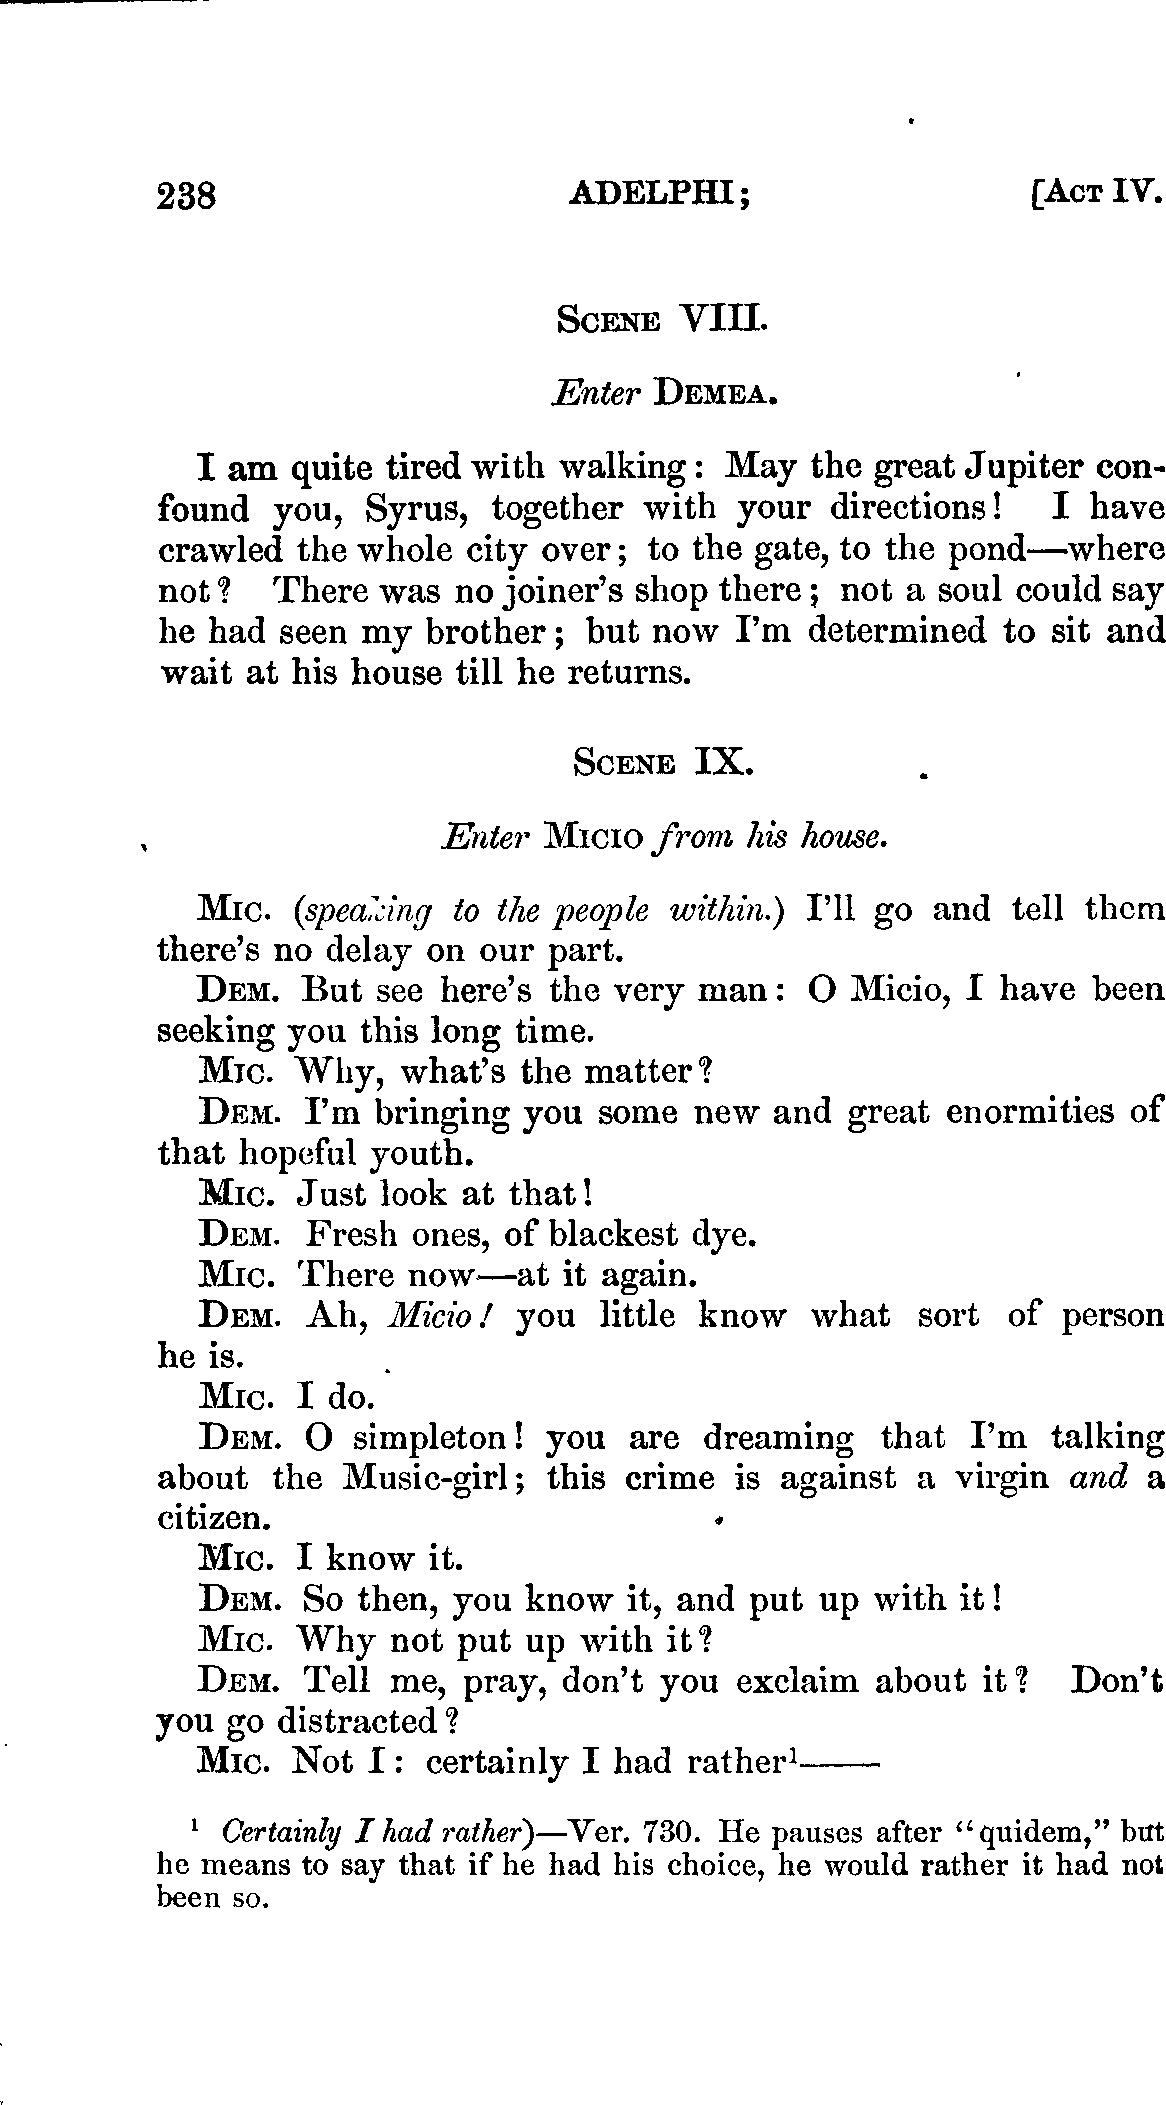 238 ADELPHI; [ACT IV.
SCENE VIII.
Enter DEMEA.
I am quite tired with walking: May the great Jupiter con-
found you, Syrus, together with your directions! I have
crawled the whole city over; to the gate, to the pond—where
not? There was no joiner's shop there; not a soul could say
he had seen my brother; but now I'm determined to sit and
wait at his house till he returns.
SCENE IX.
Enter MICIO from his house.
MIC. (speaking to the people within.) I'll go and tell them
there's no delay on our part.
DEM. But see here's the very man: O Micio, I have been
seeking you this long time.
MIC. Why, what's the matter?
DEM. I'm bringing you some new and great enormities of
that hopeful youth.
MIC. Just look at that!
DEM. Fresh ones, of blackest dye.
MIC. There now—at it again.
DEM. Ah, Micio! you little know what sort of person
he is.
MIC. I do.
DEM. O simpleton! you are dreaming that I'm talking
about the Music-girl; this crime is against a virgin and a
citizen.
MIC. I know it.
DEM. So then, you know it, and put up with it!
MIC. Why not put up with it?
DEM. Tell me, pray, don't you exclaim about it? Don't
you go distracted?
MIC. Not I: certainly I had rather¹——
¹ Certainly I had rather)—Ver. 730. He pauses after "quidem," but
he means to say that if he had his choice, he would rather it had not
been so.